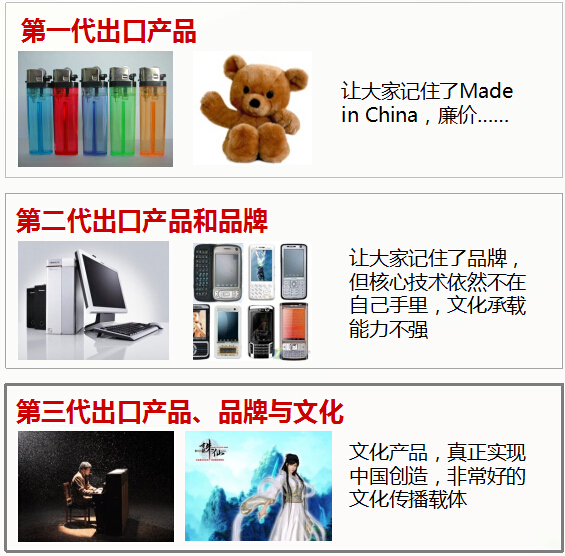 第一代出口产品
让大家记住了Made
in China，廉价……
第二代出口产品和品牌
让大家记住了品牌，
但核心技术依然不在
自己手里，文化承载
能力不强
第三代出口产品、品牌与文化
诛仙
文化产品，真正实现
中国创造，非常好的
文化传播载体